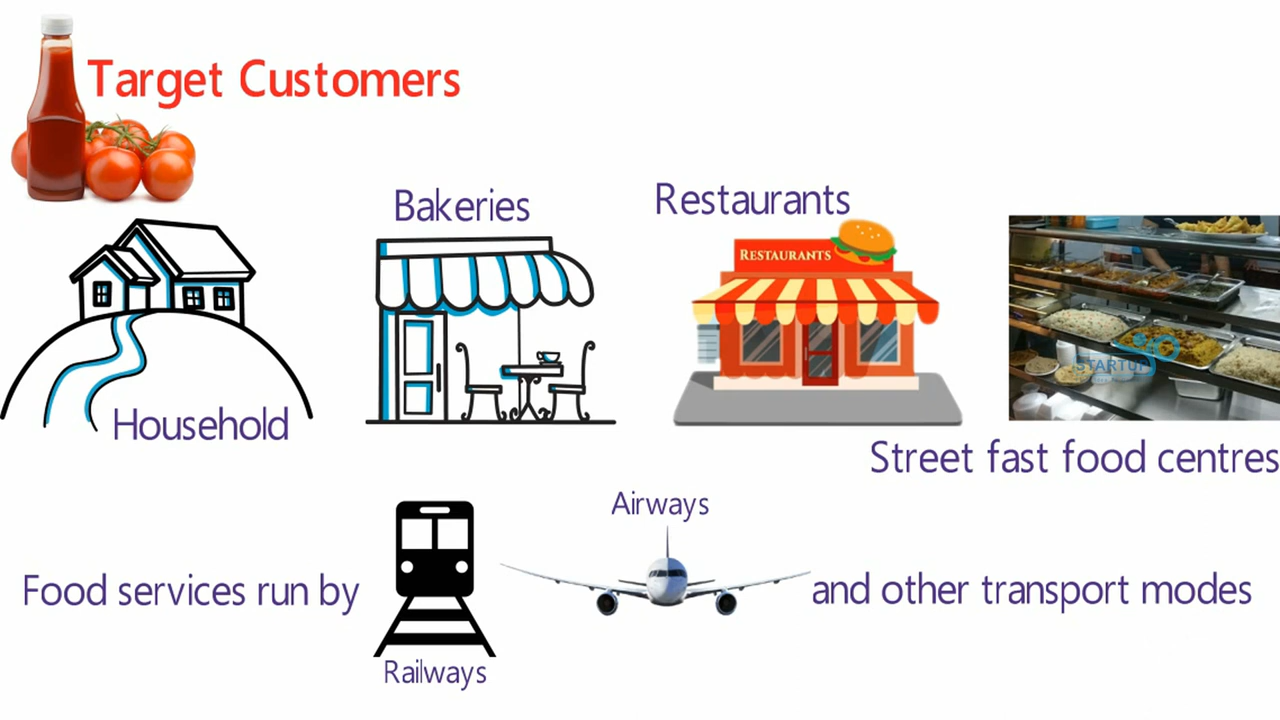 Target Customers
Bakeries
Restaurants
RESTAURANTS
Household
STARTUP
Street fast food centres
Airways
Food services run by
and other transport modes
Railways